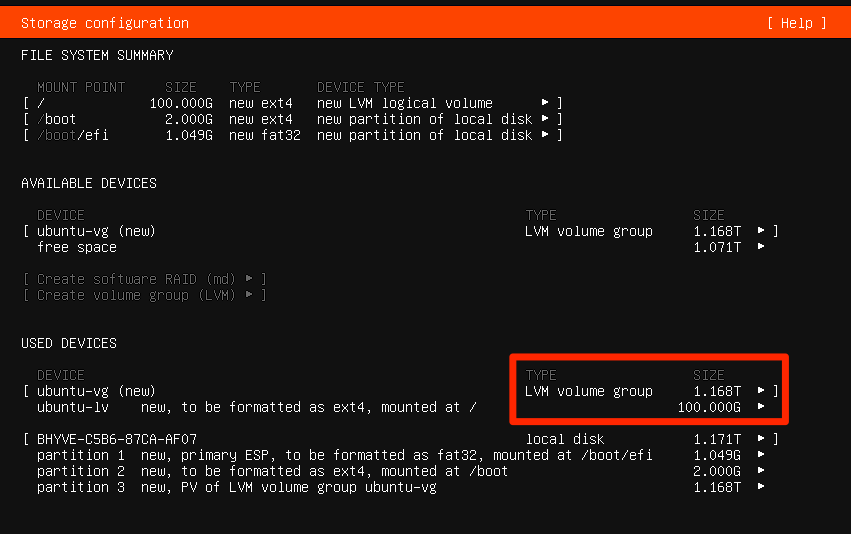 Storage configuration [ Help ]
FILE SYSTEM SUMMARY
MOUNT POINT SIZE TYPE DEVICE TYPE
[ / 100.000G new ext4 new LVM logical volume ▸ ]
[ /boot 2.000G new ext4 new partition of local disk ▸ ]
[ /boot/efi 1.049G new fat32 new partition of local disk ▸ ]
AVAILABLE DEVICES
DEVICE TYPE SIZE
[ ubuntu-vg (new) LVM volume group 1.168T ▸ ]
free space 1.071T ▸
[ Create software RAID (md) ▸ ]
[ Create volume group (LVM) ▸ ]
USED DEVICES
DEVICE TYPE SIZE
[ ubuntu-vg (new) LVM volume group 1.168T ▸ ]
ubuntu-lv new, to be formatted as ext4, mounted at / 100.000G ▸
[ BHYVE-C5B6-87CA-AF07 local disk 1.171T ▸ ]
partition 1 new, primary ESP, to be formatted as fat32, mounted at /boot/efi 1.049G ▸
partition 2 new, to be formatted as ext4, mounted at /boot 2.000G ▸
partition 3 new, PV of LVM volume group ubuntu-vg 1.168T ▸